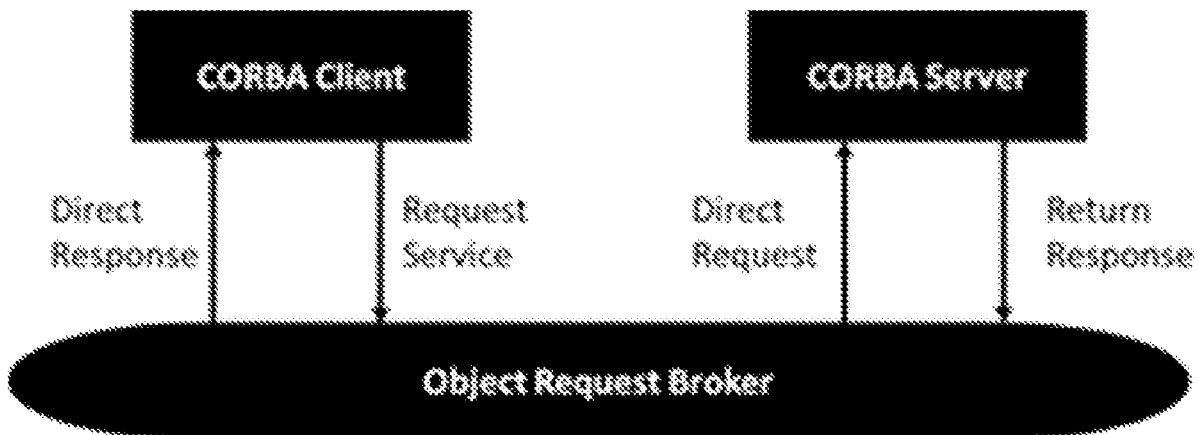 CORBA Client
CORBA Server
Direct
Response
Request
Service
Direct
Request
Return
Response
Object Request Broker